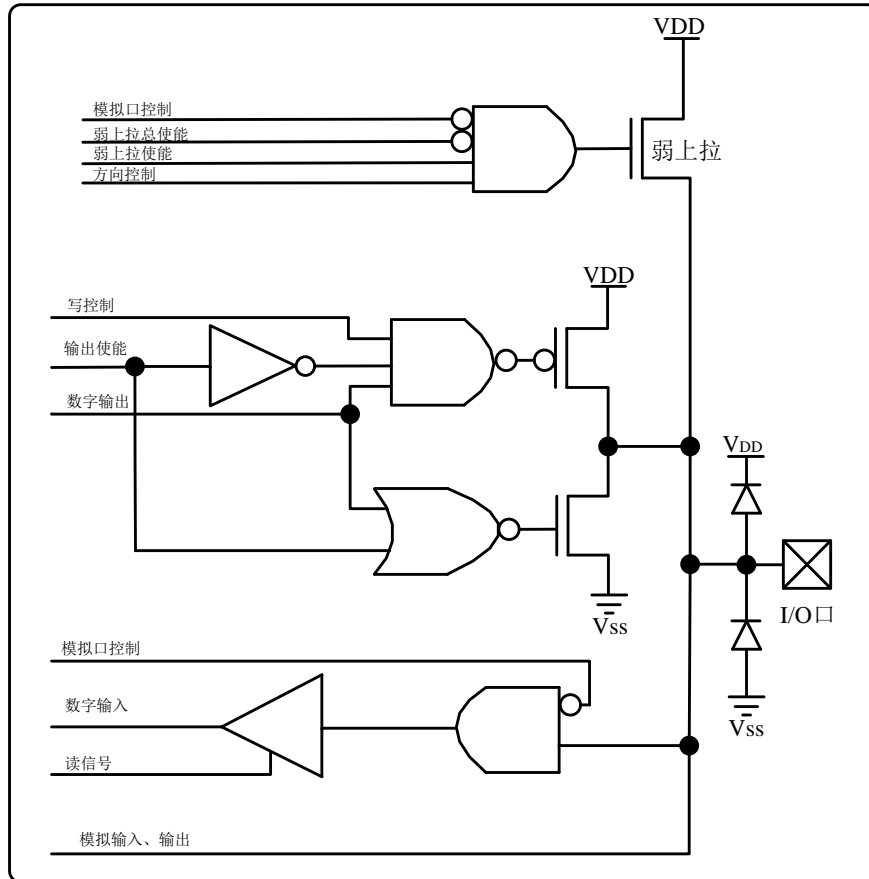 VDD
模拟口控制
弱上拉总使能
弱上拉使能
方向控制
弱上拉
VDD
写控制
输出使能
数字输出
VDD
I/O口
Vss
模拟口控制
数字输入
Vss
读信号
模拟输入、输出